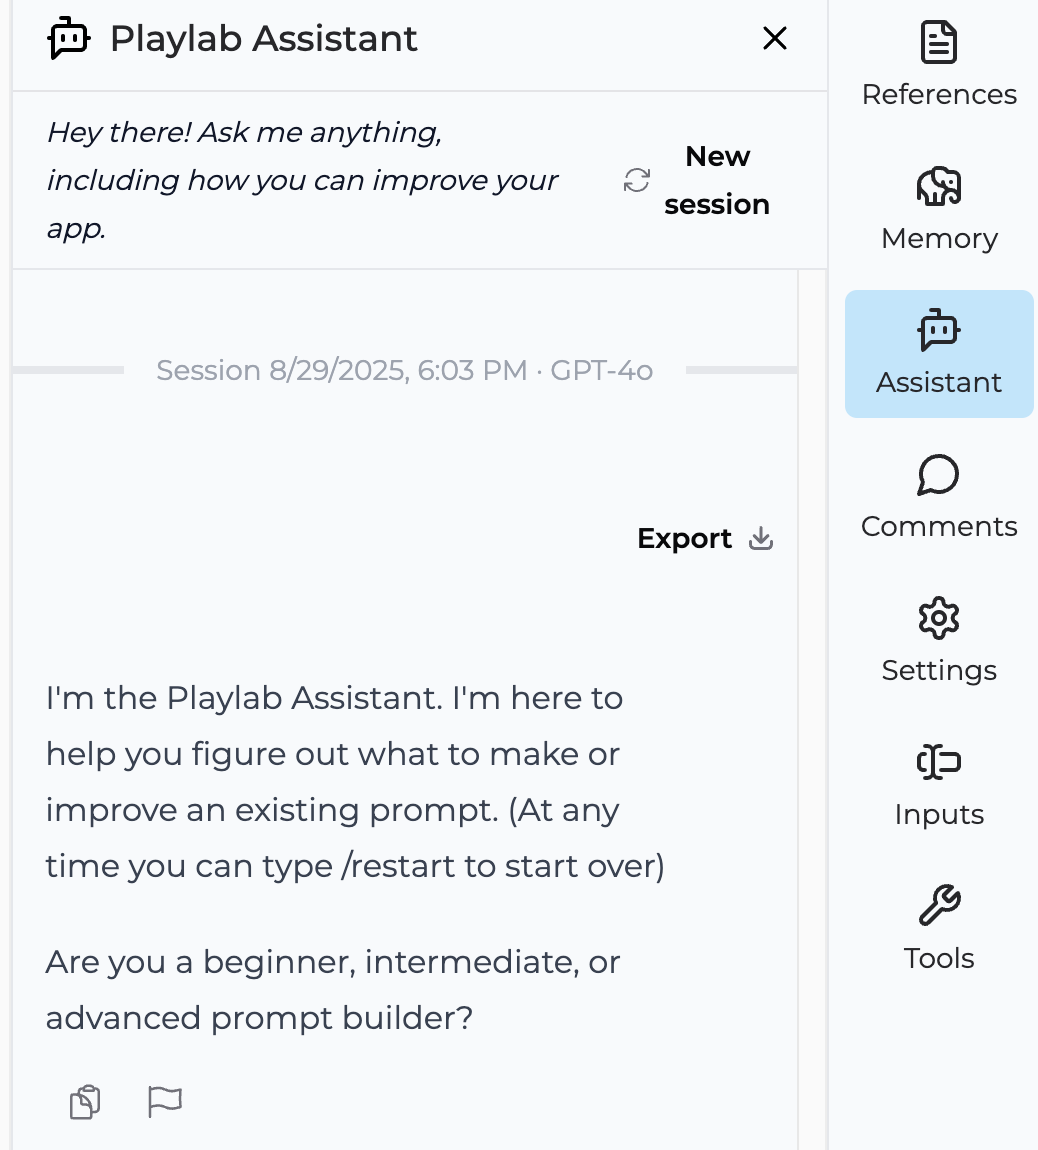 Playlab Assistant
Hey there! Ask me anything,
including how you can improve your
app.
New
session
Session 8/29/2025, 6:03 PM · GPT-4o
Export
I'm the Playlab Assistant. I'm here to
help you figure out what to make or
improve an existing prompt. (At any
time you can type /restart to start over)
Are you a beginner, intermediate, or
advanced prompt builder?
References
Memory
Assistant
Comments
Settings
Inputs
Tools